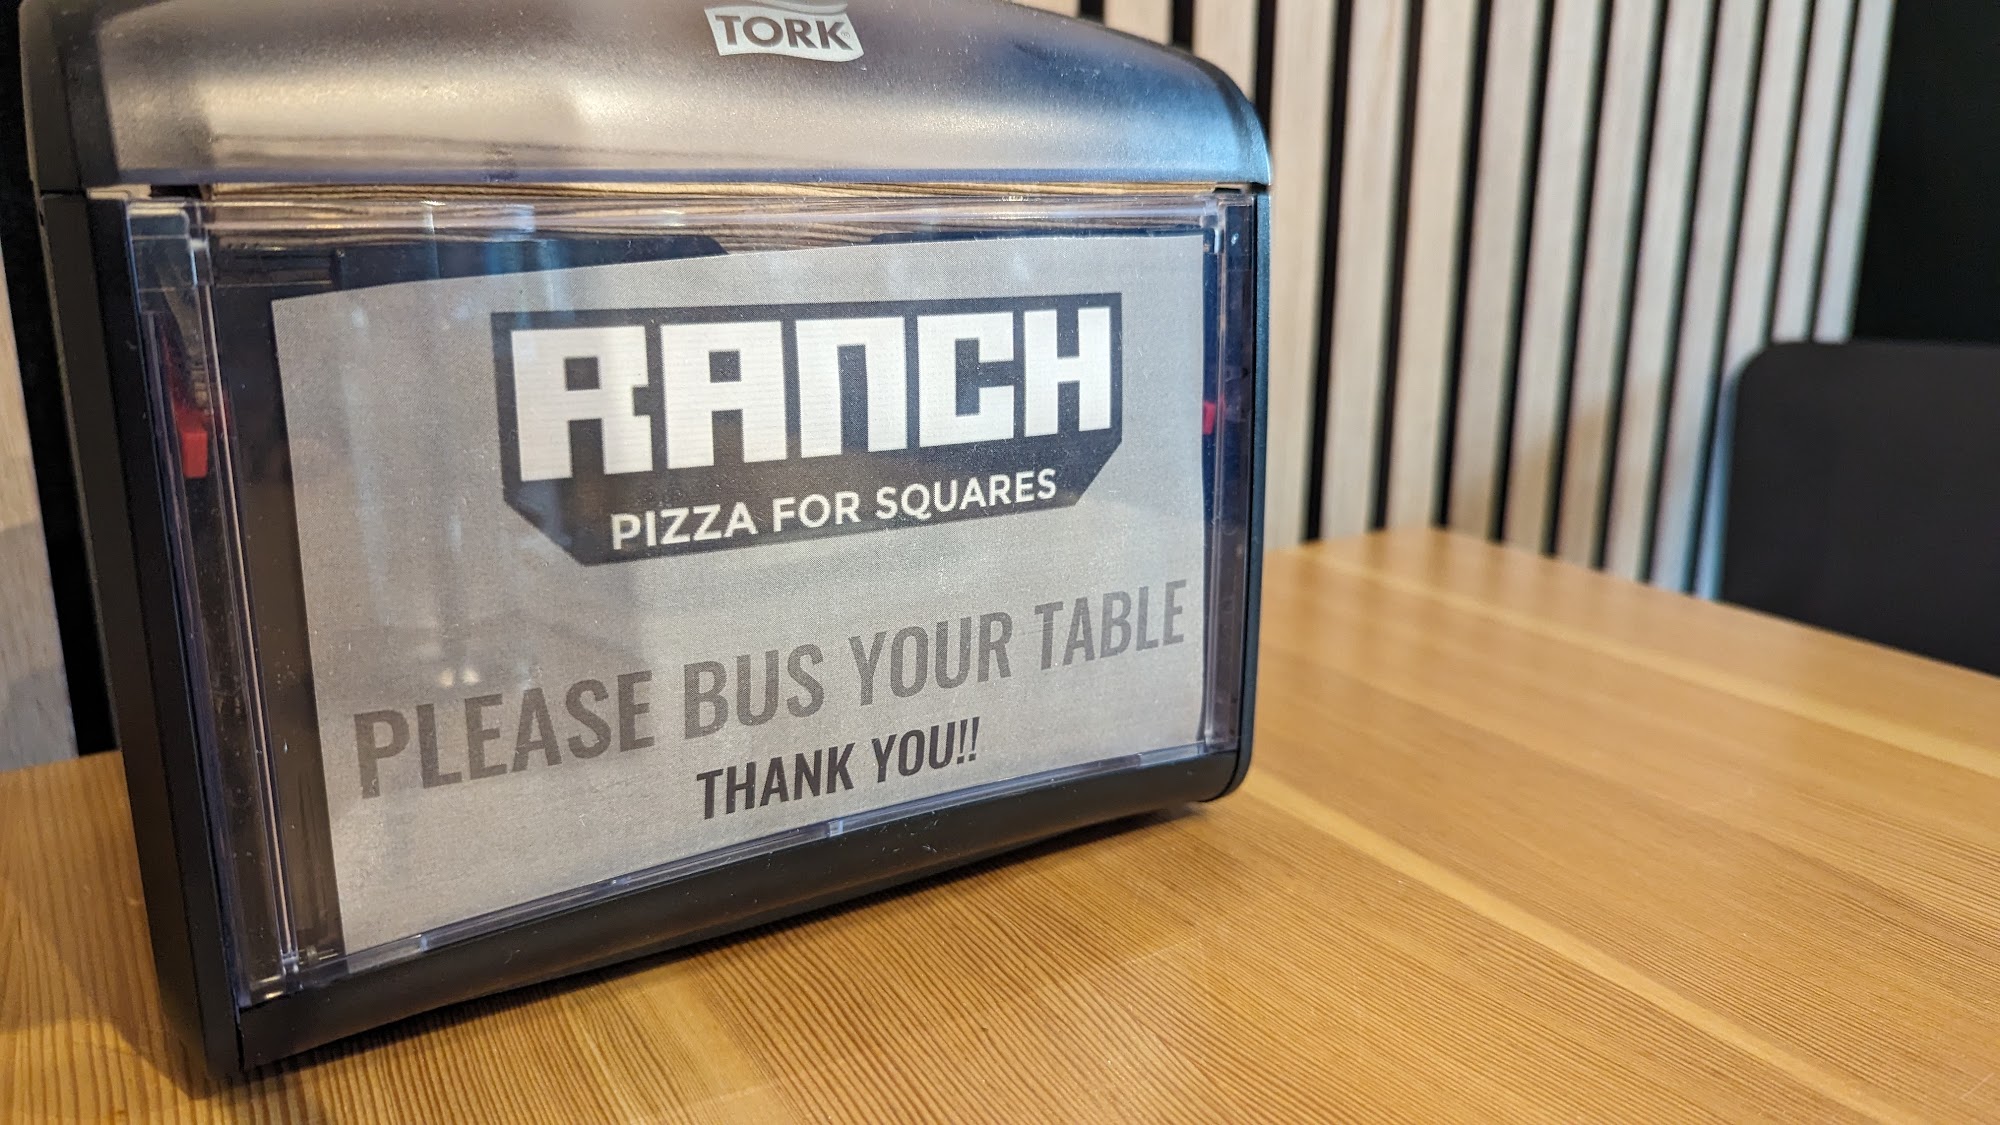 TORK
RANCH
PIZZA FOR SQUARES
PLEASE BUS YOUR TABLE
THANK YOU!!